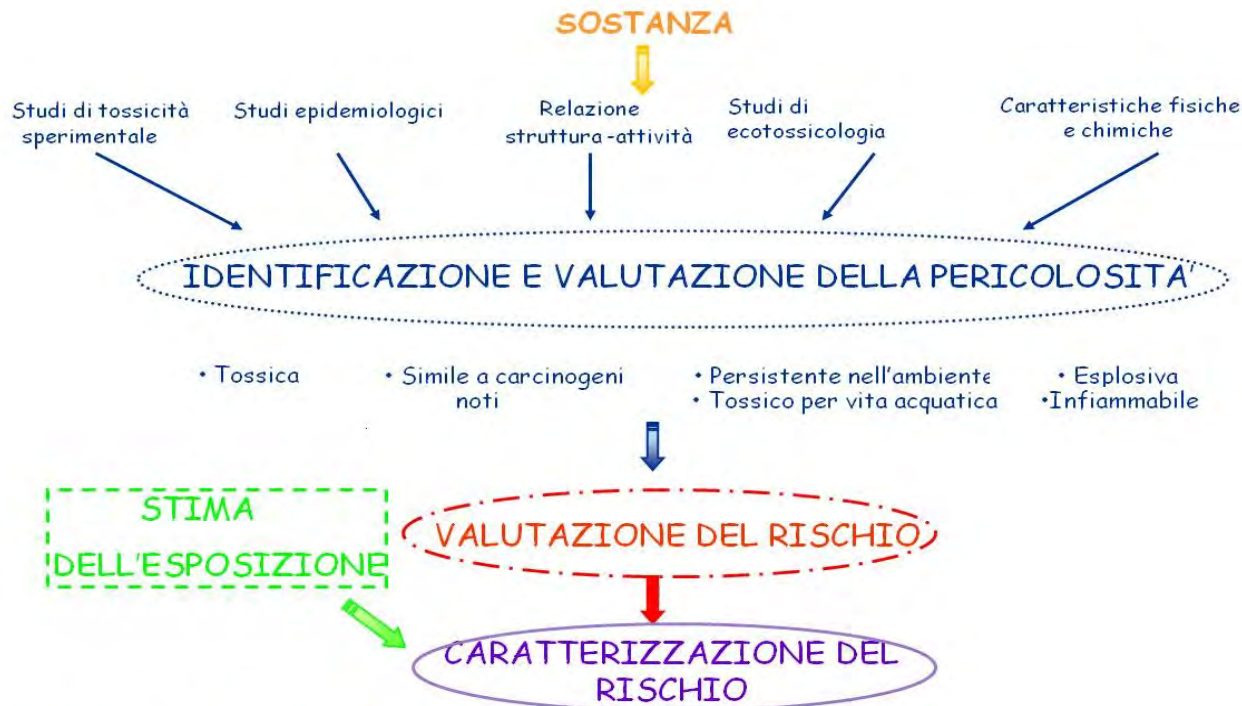 SOSTANZA
Studi di tossicità
sperimentale
Studi epidemiologici
Relazione
struttura-attività
Studi di
ecotossicologia
Caratteristiche fisiche
e chimiche
IDENTIFICAZIONE E VALUTAZIONE DELLA PERICOLOSITA'
• Tossica
• Simile a carcinogeni
noti
• Persistente nell'ambiente
• Tossico per vita acquatica
• Esplosiva
•Infiammabile
STIMA
DELL'ESPOSIZIONE
VALUTAZIONE DEL RISCHIO
CARATTERIZZAZIONE DEL
RISCHIO